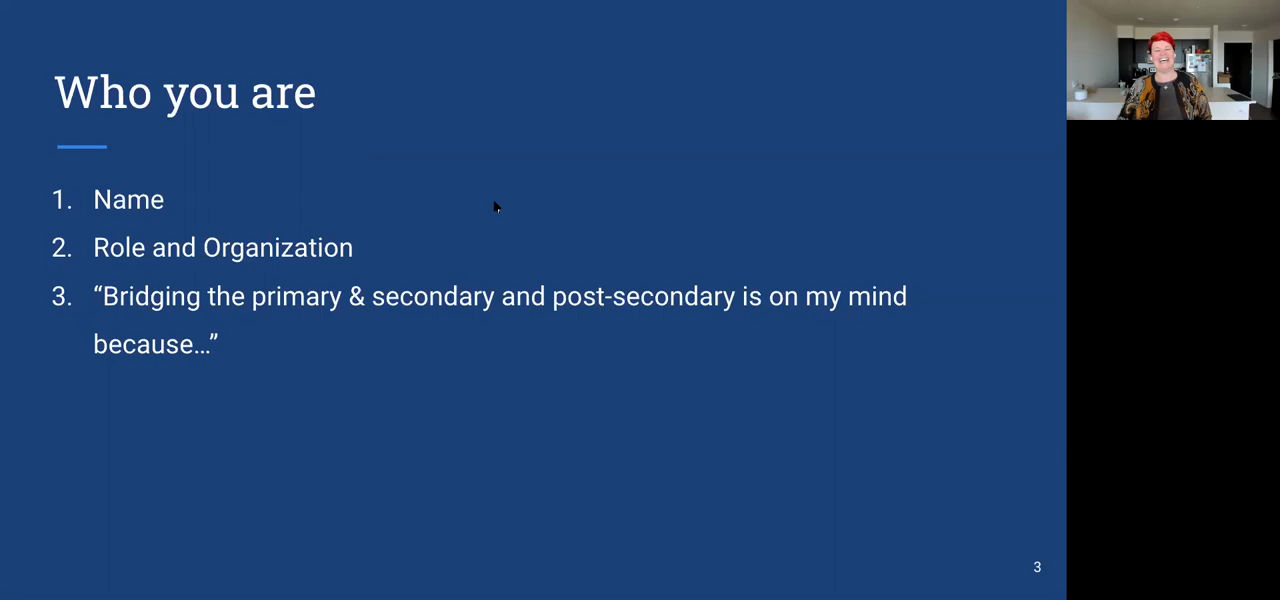 Who you are
1. Name
2. Role and Organization
3. “Bridging the primary & secondary and post-secondary is on my mind
because…”
3